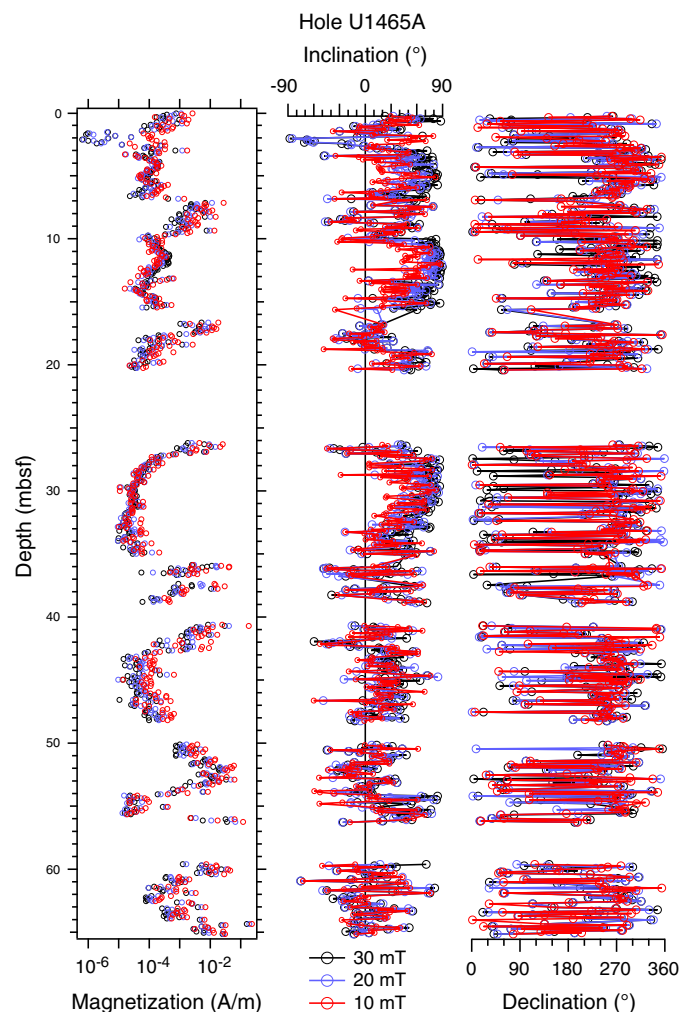 Hole U1465A
Inclination (°)
-90 0 90
0
10
20
30
40
50
60
Depth (mbsf)
10-6 10-4 10-2
Magnetization (A/m)
30 mT
20 mT
10 mT
0 90 180 270 360
Declination (°)